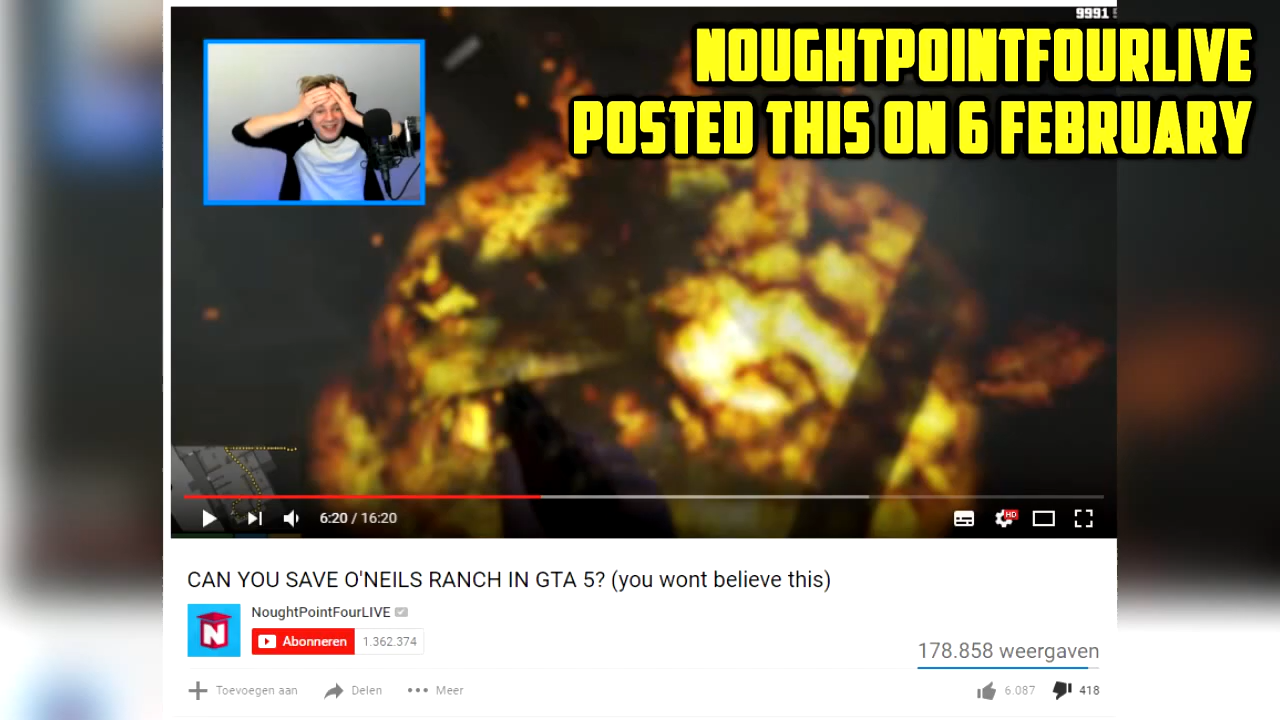 9991
NOUGHTPOINTFOURLIVE
POSTED THIS ON 6 FEBRUARY
6:20 / 16:20
HD
CAN YOU SAVE O'NEILS RANCH IN GTA 5? (you wont believe this)
N
NoughtPointFourLIVE
Abonneren 1.362.374
178.858 weergaven
Toevoegen aan Delen Meer 6.087 418